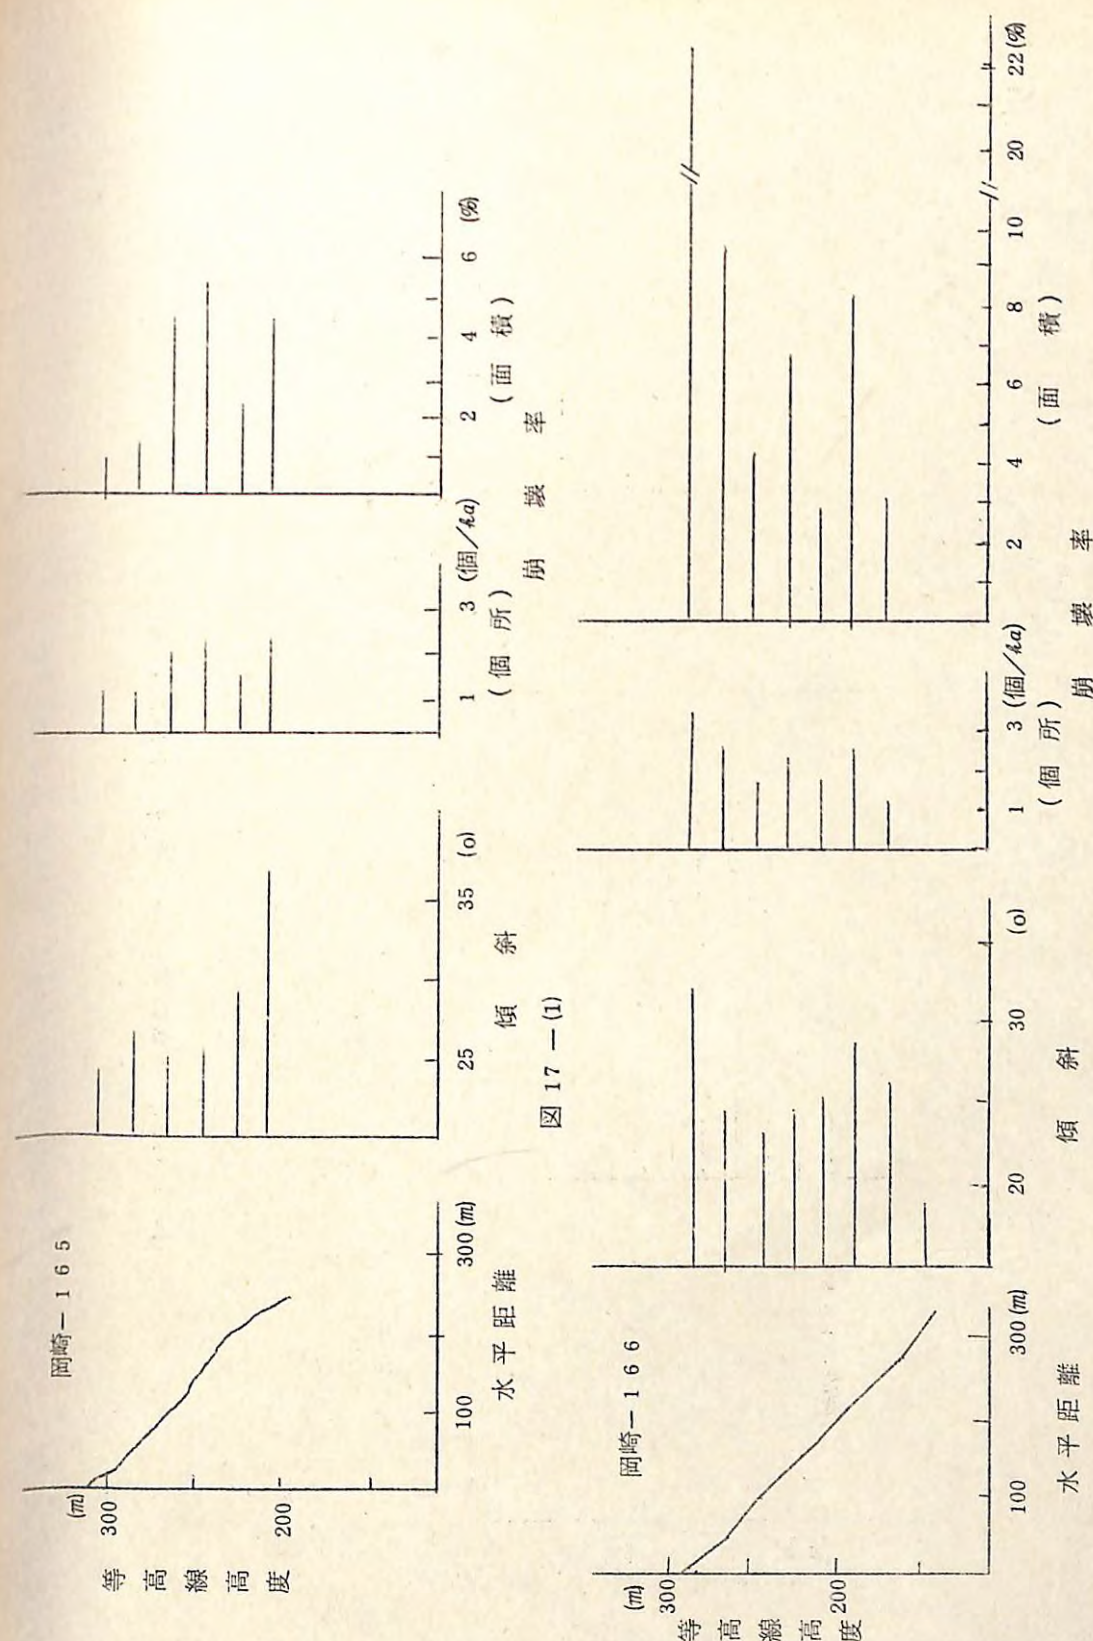 岡崎－165
(m)
300
200
等高線高度
100
300(m)
水平距離
25
35
(o)
傾斜
1
3
(個/ha)
(個所)
2
4
6
(%)
(面積)
崩壊率
図17－(1)
岡崎－166
(m)
300
200
等高線高度
100
300(m)
水平距離
20
30
(o)
傾斜
1
3
(個/ha)
(個所)
2
4
6
8
10
20
22(%)
(面積)
崩壊率